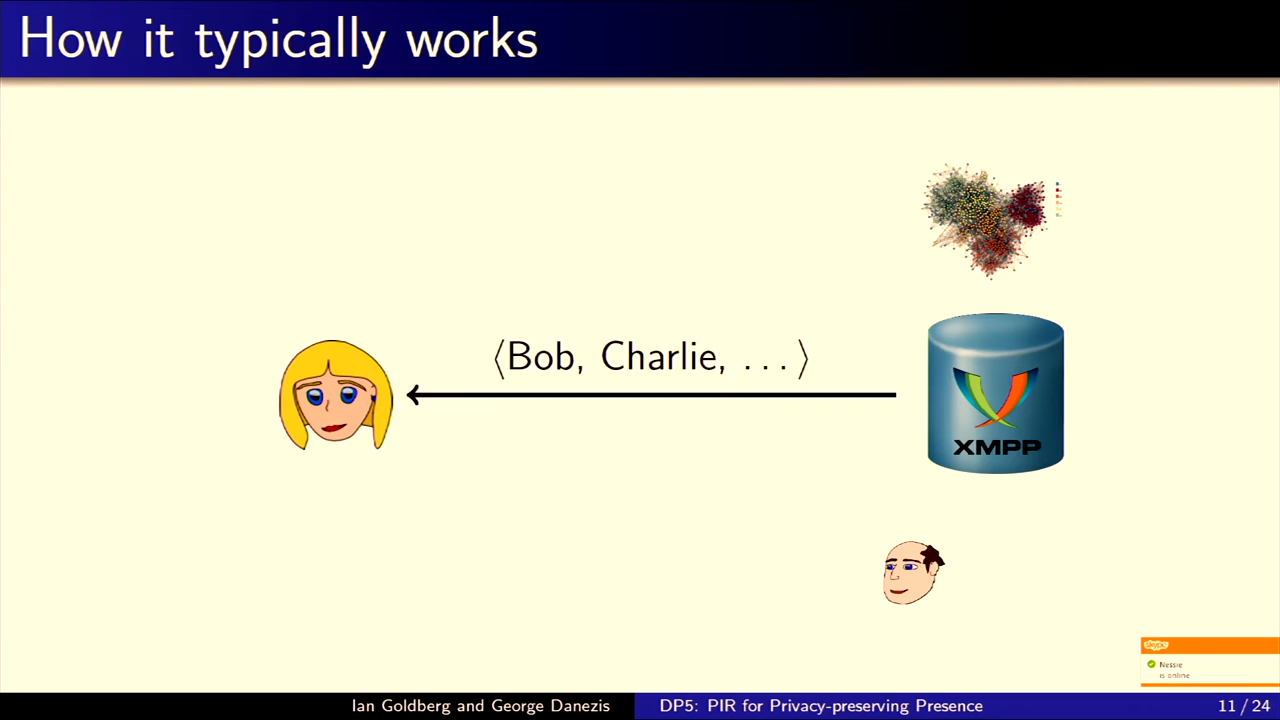 How it typically works
⟨Bob, Charlie, . . . ⟩
XMPP
skype
Nessie
is online
Ian Goldberg and George Danezis
DP5: PIR for Privacy-preserving Presence
11 / 24